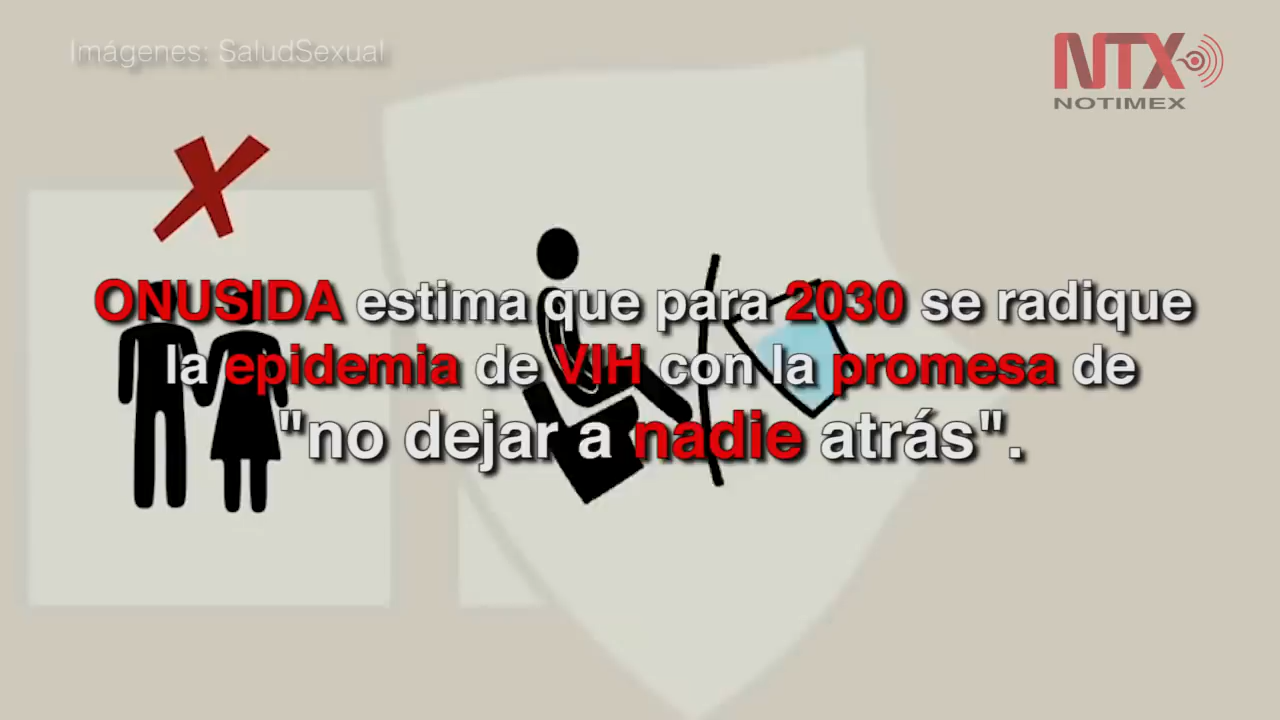 Imágenes: SaludSexual
NTX
NOTIMEX
ONUSIDA estima que para 2030 se radique
la epidemia de VIH con la promesa de
"no dejar a nadie atrás".